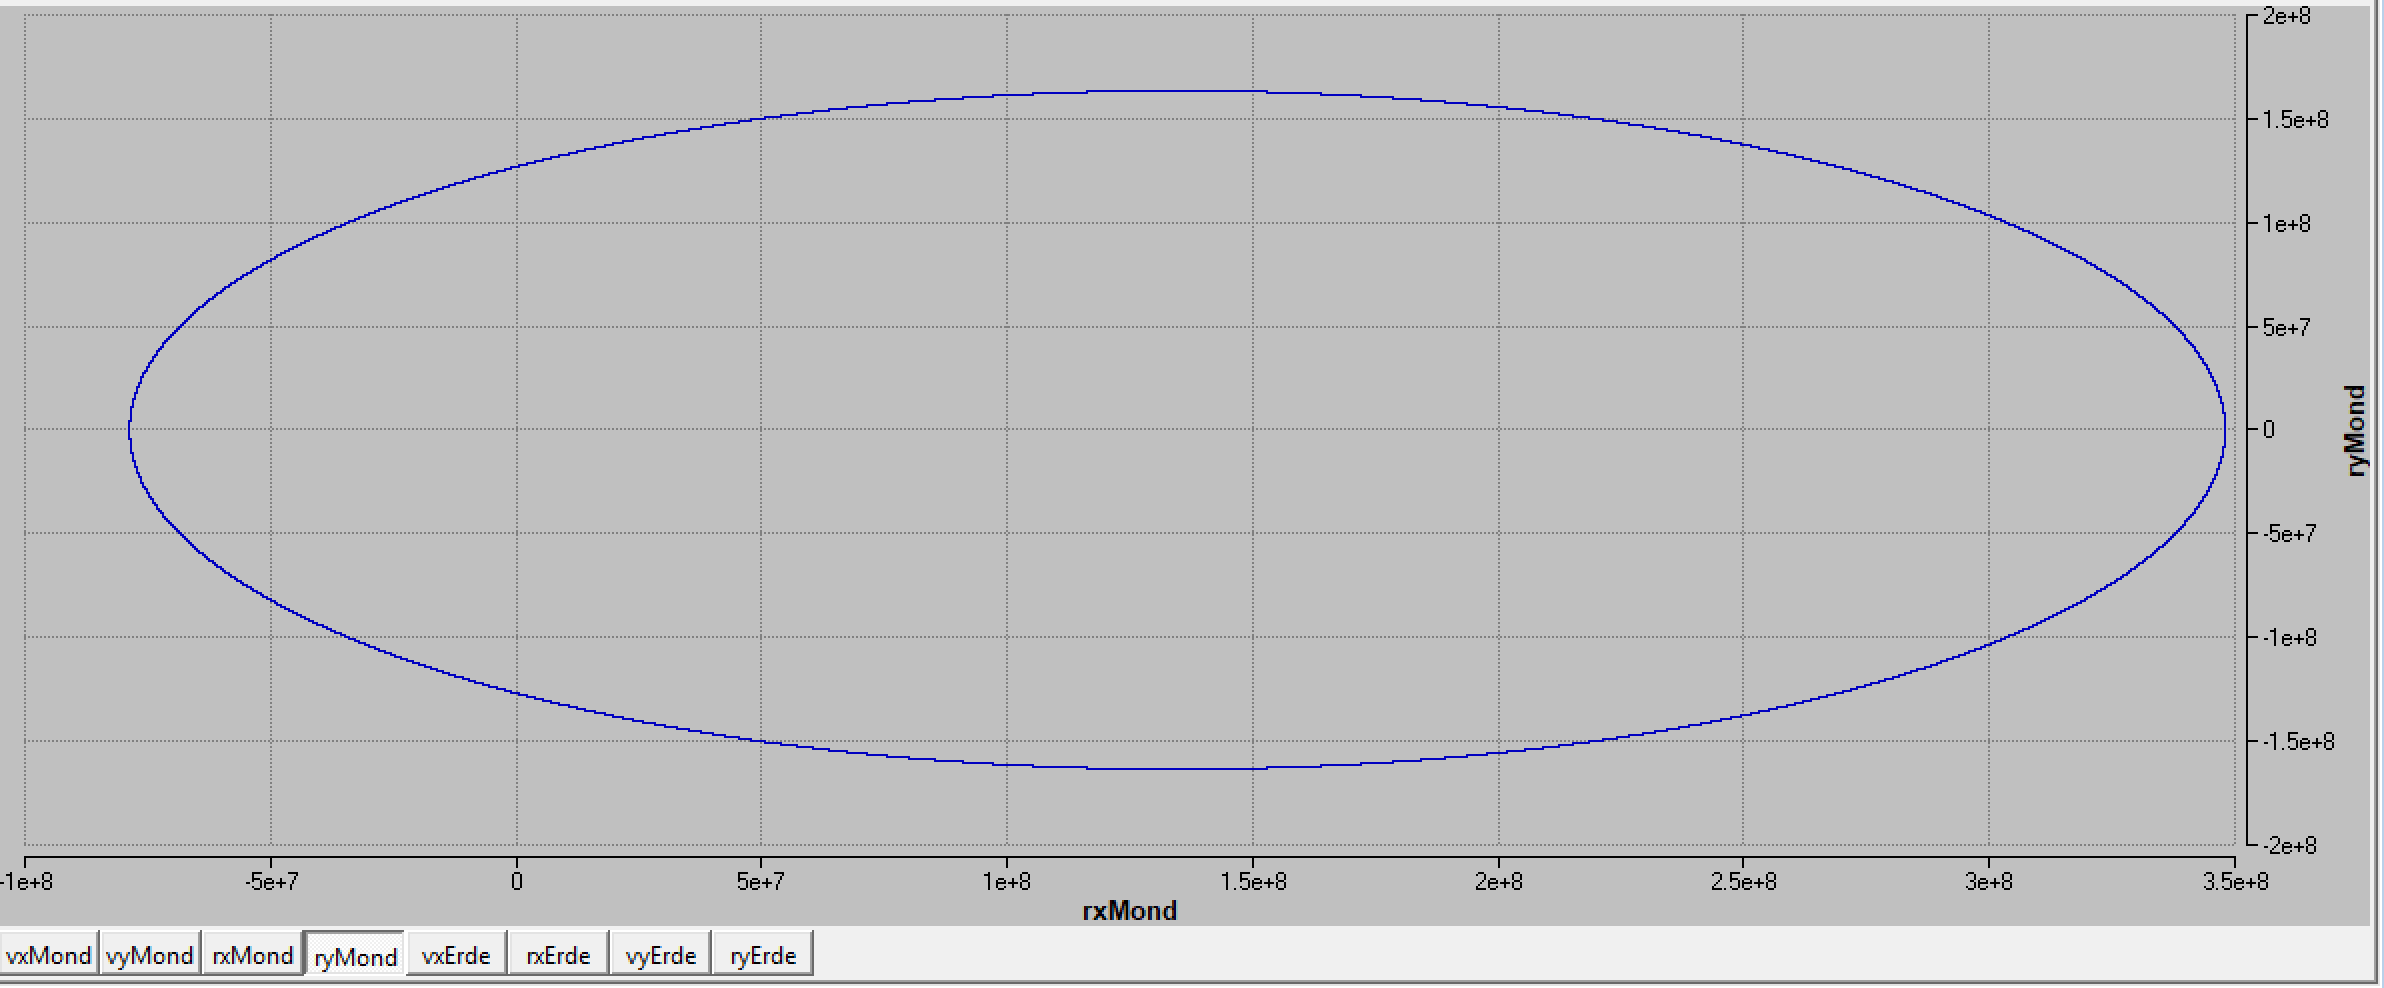 2e+8
1.5e+8
1e+8
5e+7
0
-5e+7
-1e+8
-1.5e+8
-2e+8
ryMond
-1e+8 -5e+7 0 5e+7 1e+8 1.5e+8 2e+8 2.5e+8 3e+8 3.5e+8
rxMond
vxMond vyMond rxMond ryMond vxErde rxErde vyErde ryErde